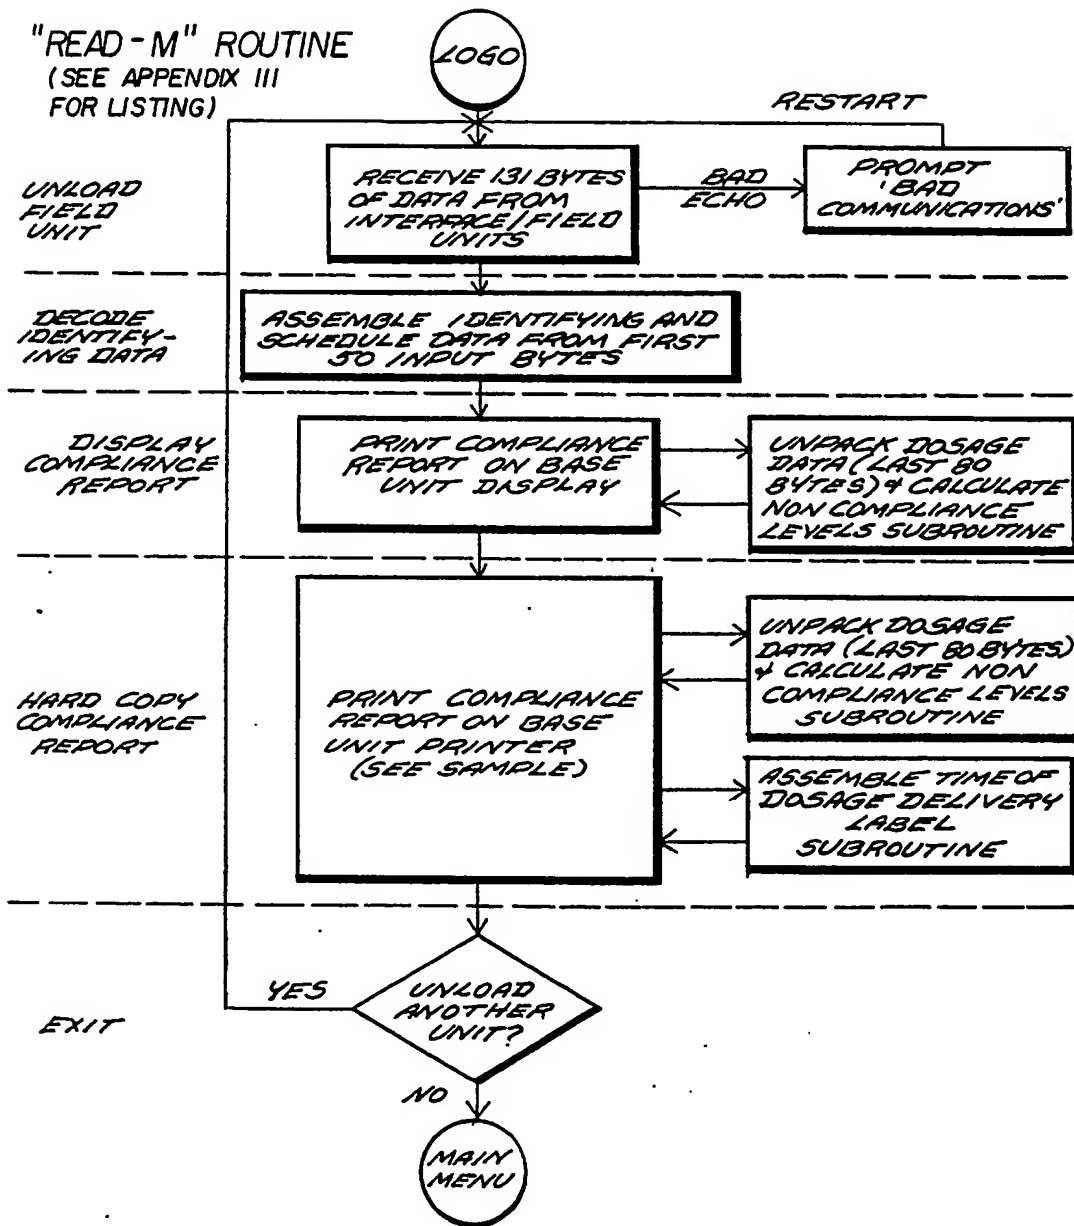 "READ-M" ROUTINE
(SEE APPENDIX III
FOR LISTING)
LOGO
RESTART
UNLOAD
FIELD
UNIT
RECEIVE 131 BYTES
OF DATA FROM
INTERFACE/FIELD
UNITS
BAD
ECHO
PROMPT
'BAD
COMMUNICATIONS'
DECODE
IDENTIFY-
ING DATA
ASSEMBLE IDENTIFYING AND
SCHEDULE DATA FROM FIRST
50 INPUT BYTES
DISPLAY
COMPLIANCE
REPORT
PRINT COMPLIANCE
REPORT ON BASE
UNIT DISPLAY
UNPACK DOSAGE
DATA (LAST 80
BYTES) & CALCULATE
NON COMPLIANCE
LEVELS SUBROUTINE
HARD COPY
COMPLIANCE
REPORT
PRINT COMPLIANCE
REPORT ON BASE
UNIT PRINTER
(SEE SAMPLE)
UNPACK DOSAGE
DATA (LAST 80 BYTES)
& CALCULATE NON
COMPLIANCE LEVELS
SUBROUTINE
ASSEMBLE TIME OF
DOSAGE DELIVERY
LABEL
SUBROUTINE
EXIT
YES
UNLOAD
ANOTHER
UNIT?
NO
MAIN
MENU